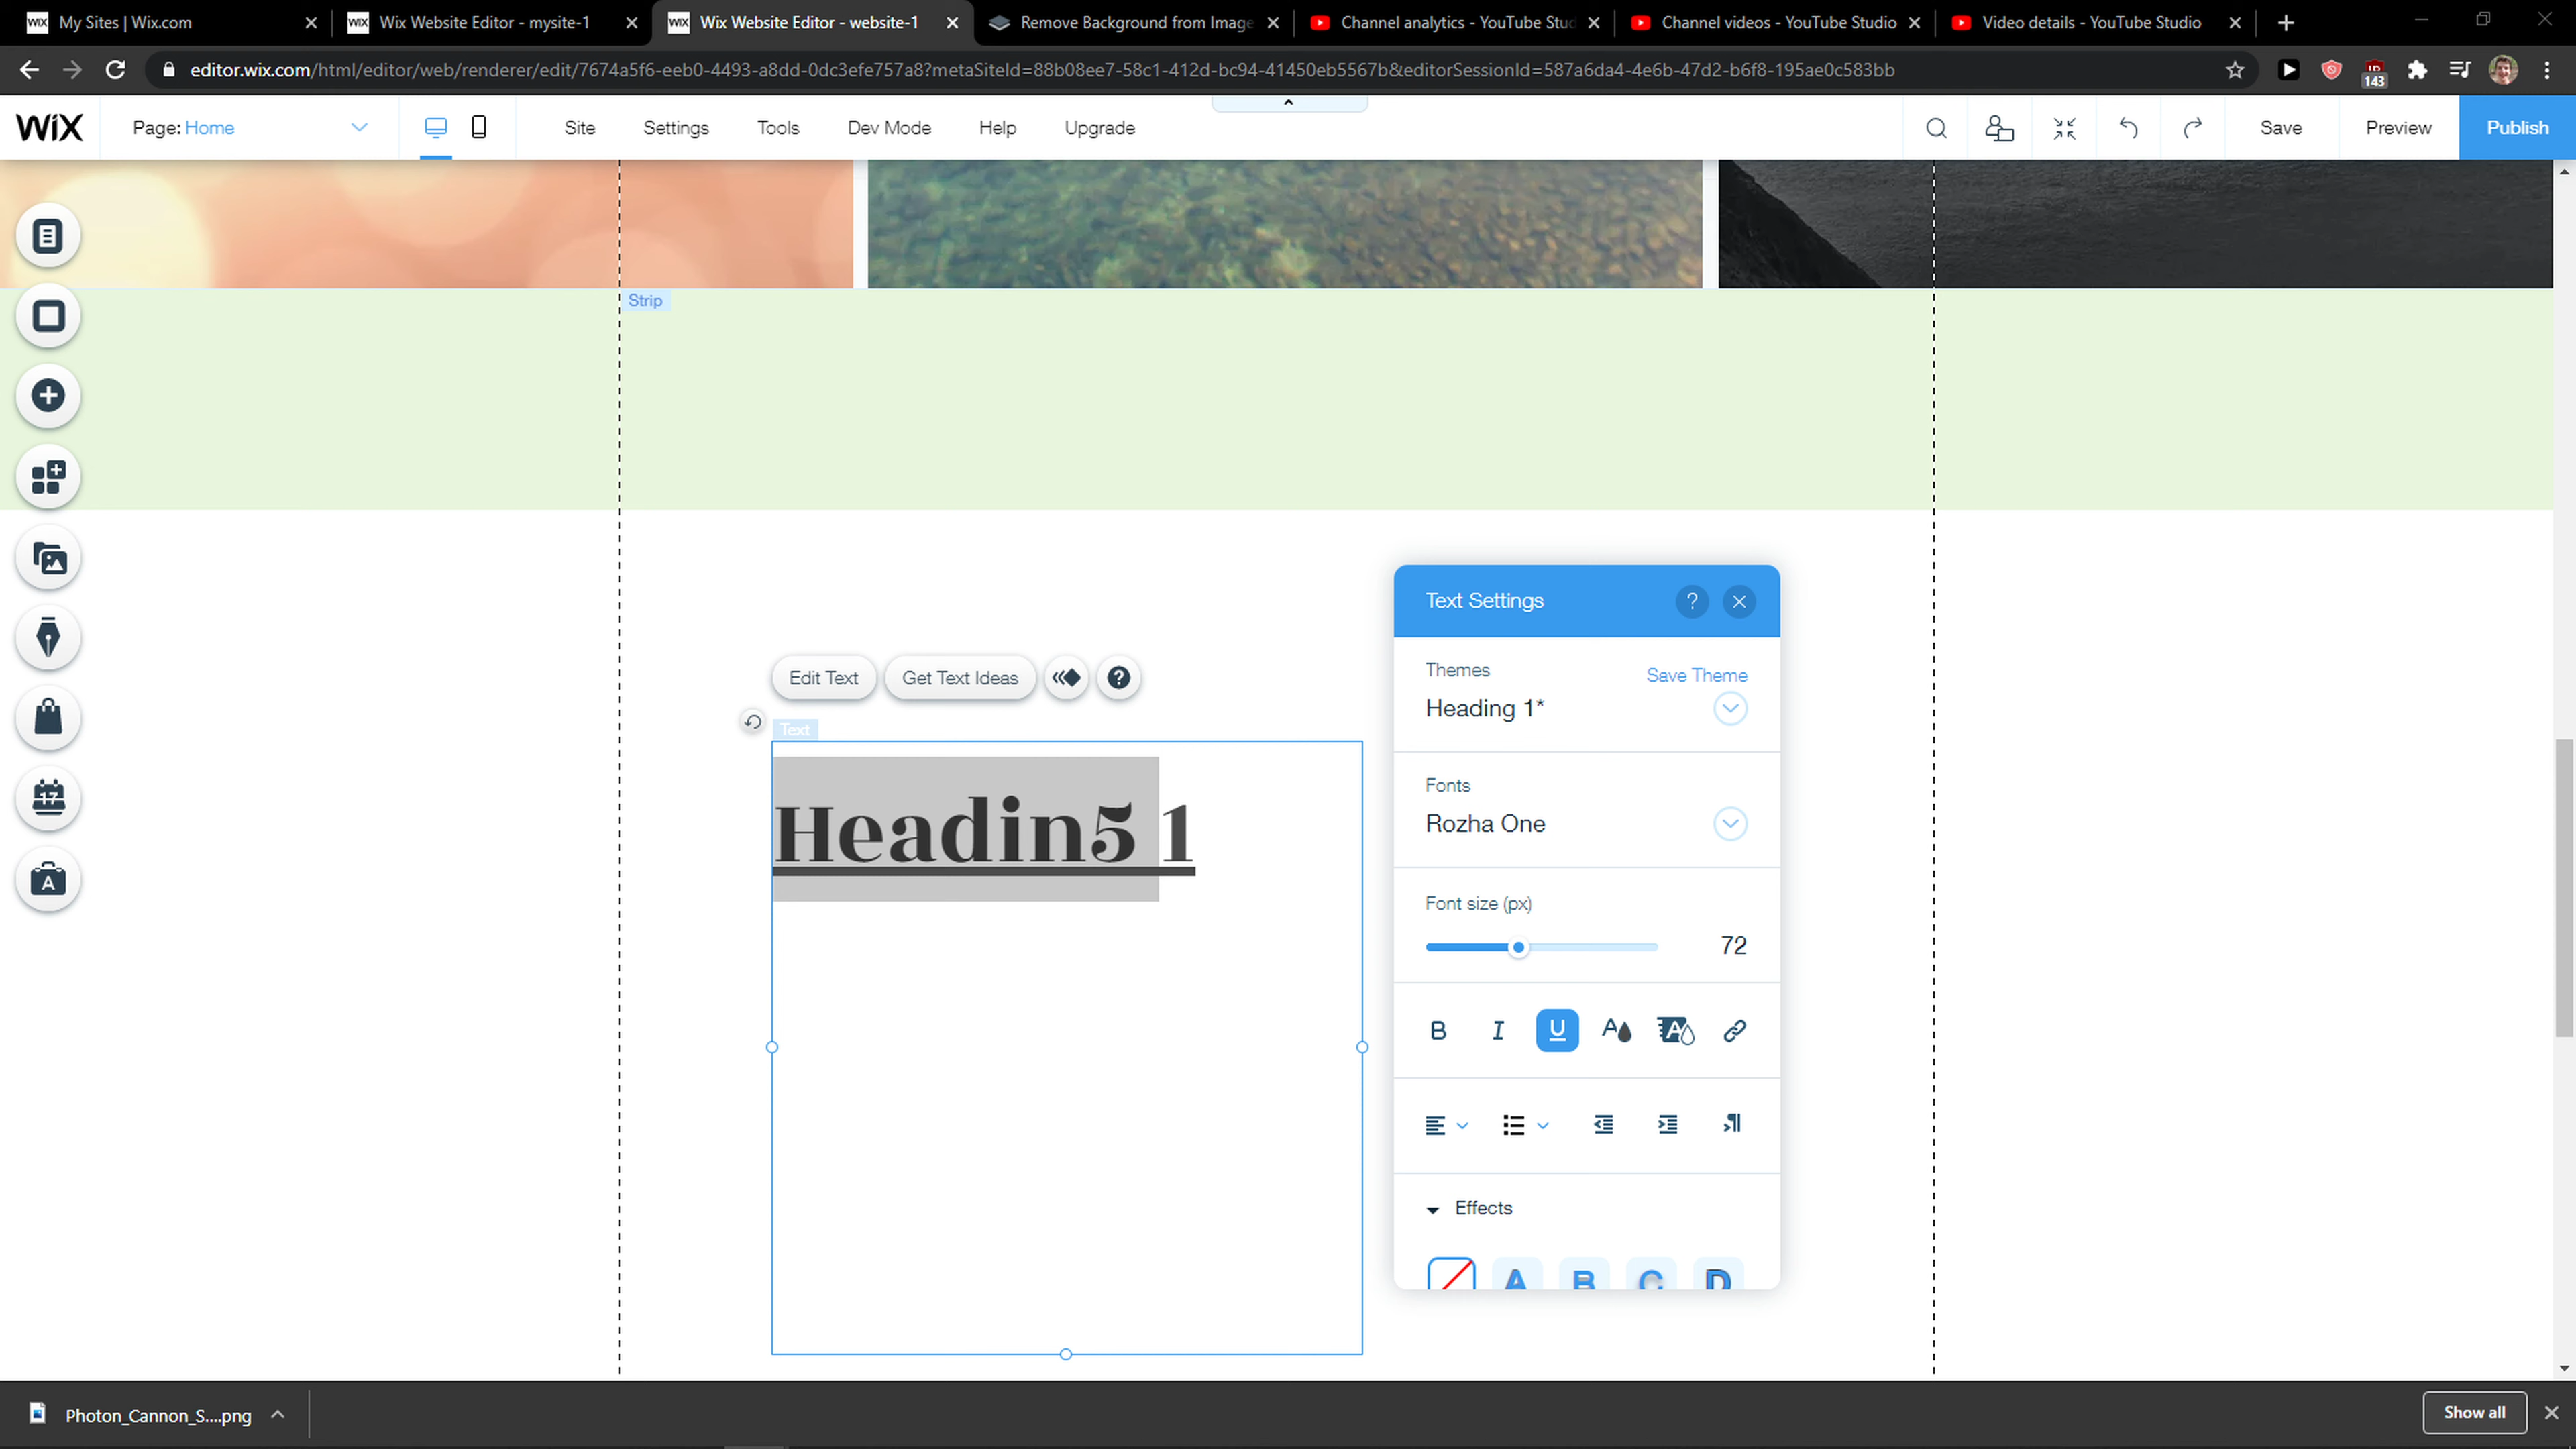 WiX My Sites | Wix.com
WiX Wix Website Editor - mysite-1
WiX Wix Website Editor - website-1
Remove Background from Image
Channel analytics - YouTube Stud
Channel videos - YouTube Studio
Video details - YouTube Studio
editor.wix.com/html/editor/web/renderer/edit/7674a5f6-eeb0-4493-a8dd-0dc3efe757a8?metaSiteId=88b08ee7-58c1-412d-bc94-41450eb5567b&editorSessionId=587a6da4-4e6b-47d2-b6f8-195ae0c583bb
143
WiX
Page: Home
Site
Settings
Tools
Dev Mode
Help
Upgrade
Save
Preview
Publish
Strip
17
A
Edit Text
Get Text Ideas
?
Text
Headin5 1
Text Settings
?
Themes
Save Theme
Heading 1*
Fonts
Rozha One
Font size (px)
72
B I U A A
Effects
A B C D
Photon_Cannon_S....png
Show all